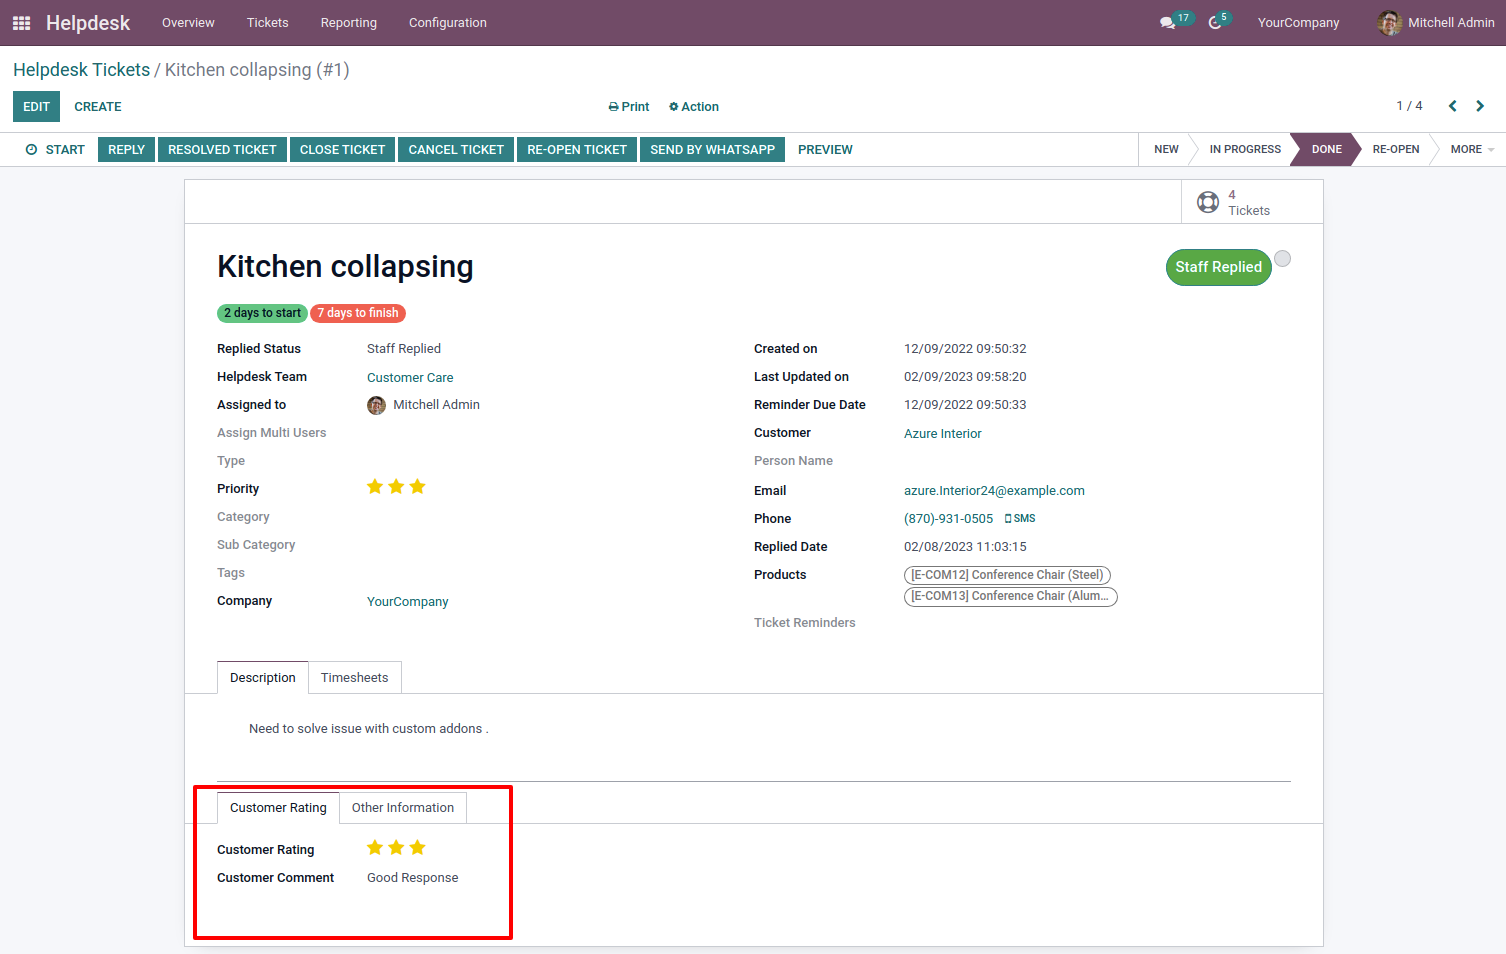 Helpdesk Overview Tickets Reporting Configuration 17 5 YourCompany Mitchell Admin
Helpdesk Tickets / Kitchen collapsing (#1)
EDIT CREATE Print Action 1 / 4
START REPLY RESOLVED TICKET CLOSE TICKET CANCEL TICKET RE-OPEN TICKET SEND BY WHATSAPP PREVIEW NEW IN PROGRESS DONE RE-OPEN MORE
4
Tickets
Kitchen collapsing
Staff Replied
2 days to start 7 days to finish
Replied Status Staff Replied
Helpdesk Team Customer Care
Assigned to Mitchell Admin
Assign Multi Users
Type
Priority
Category
Sub Category
Tags
Company YourCompany
Created on 12/09/2022 09:50:32
Last Updated on 02/09/2023 09:58:20
Reminder Due Date 12/09/2022 09:50:33
Customer Azure Interior
Person Name
Email azure.Interior24@example.com
Phone (870)-931-0505 SMS
Replied Date 02/08/2023 11:03:15
Products [E-COM12] Conference Chair (Steel)
[E-COM13] Conference Chair (Alum...
Ticket Reminders
Description Timesheets
Need to solve issue with custom addons .
Customer Rating Other Information
Customer Rating
Customer Comment Good Response